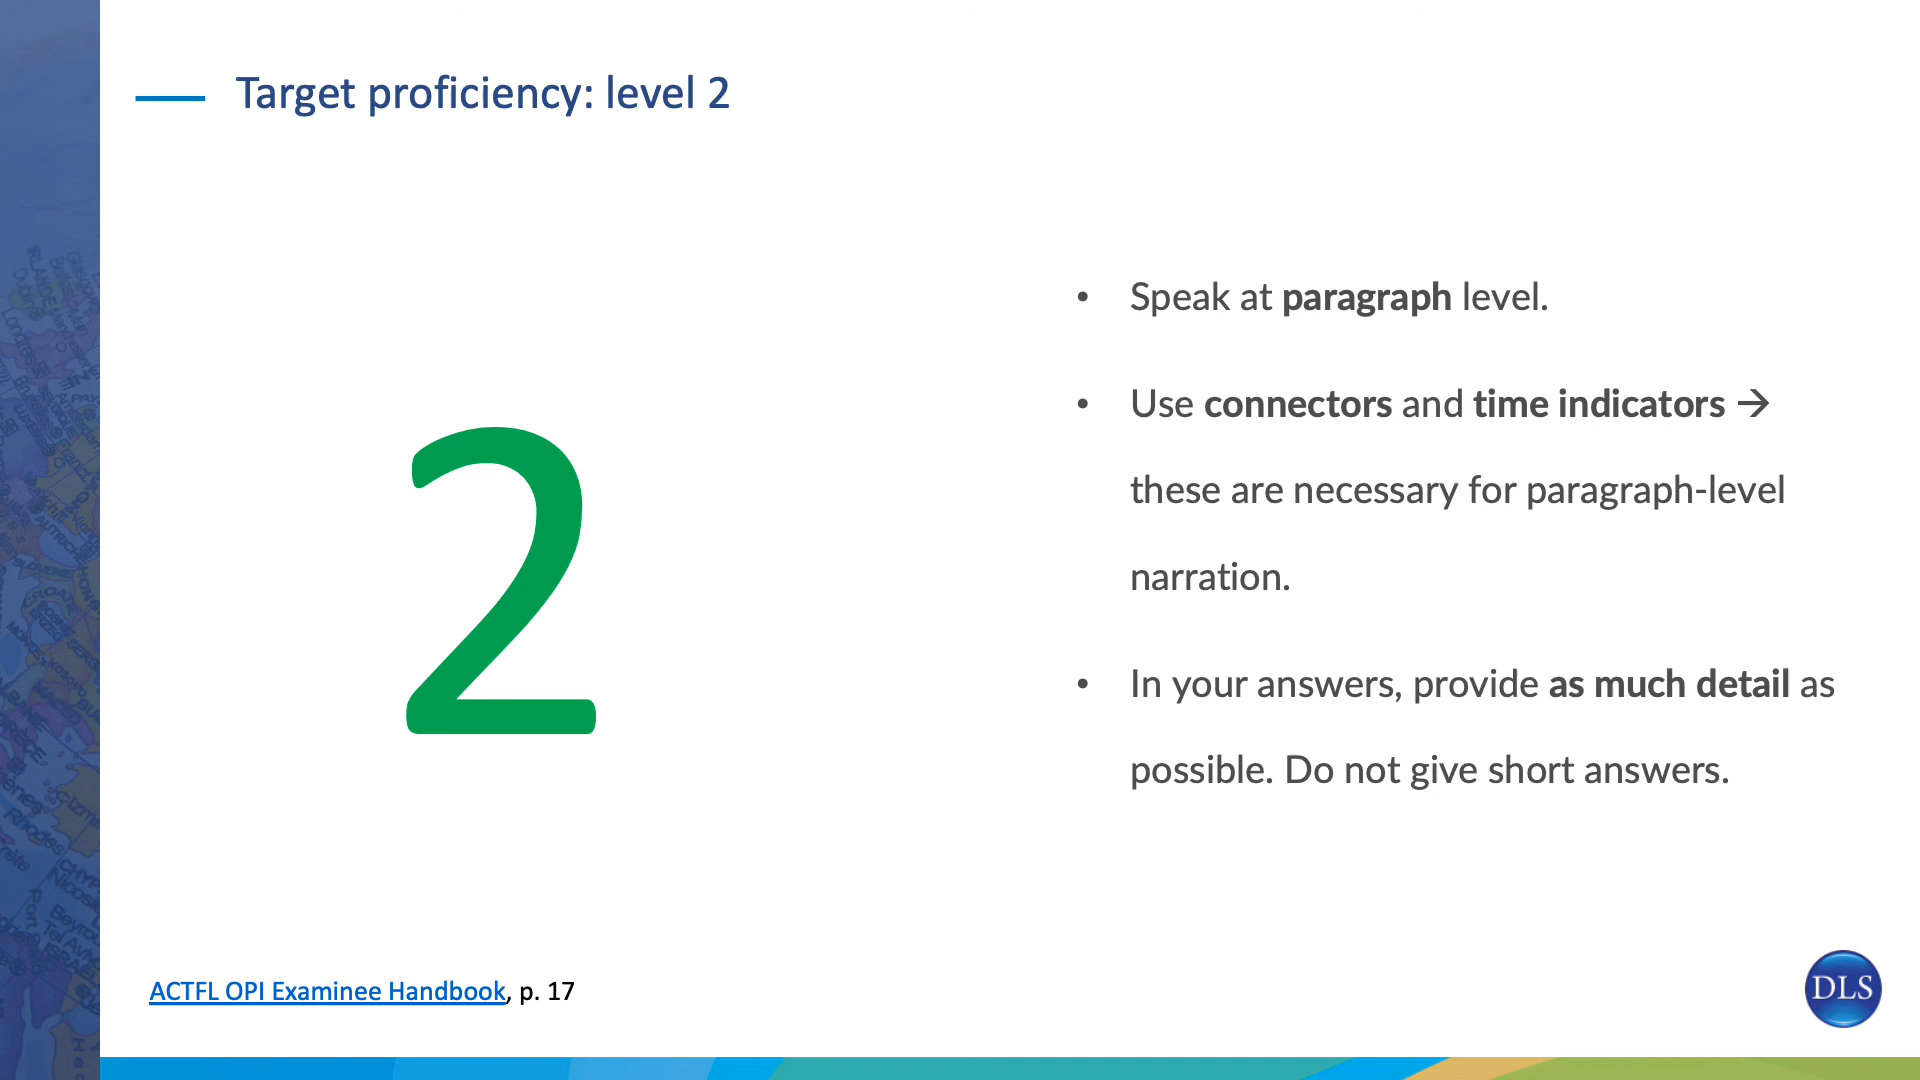 Target proficiency: level 2
2
• Speak at paragraph level.
• Use connectors and time indicators →
these are necessary for paragraph-level
narration.
• In your answers, provide as much detail as
possible. Do not give short answers.
ACTFL OPI Examinee Handbook, p. 17
DLS